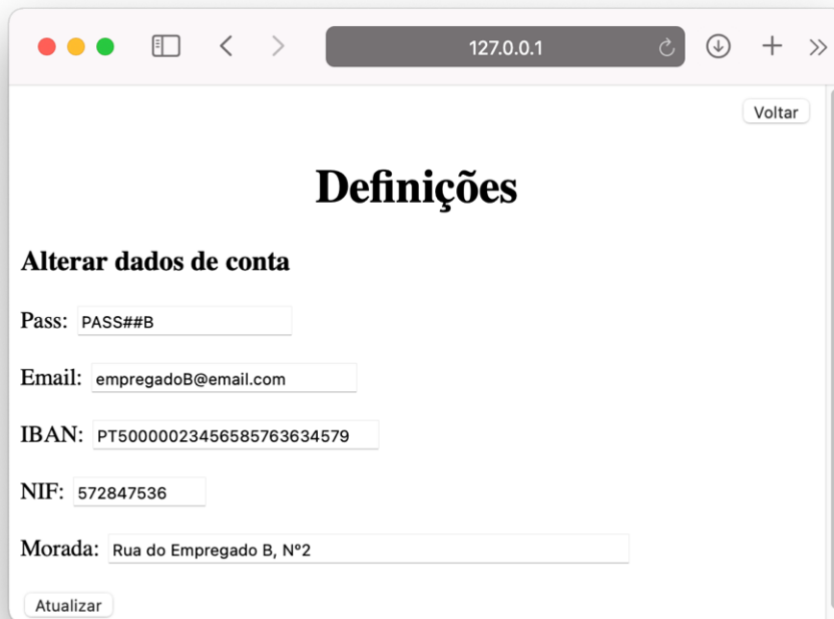 127.0.0.1
Voltar
Definições
Alterar dados de conta
Pass: PASS##B
Email: empregadoB@email.com
IBAN: PT50000023456585763634579
NIF: 572847536
Morada: Rua do Empregado B, Nº2
Atualizar